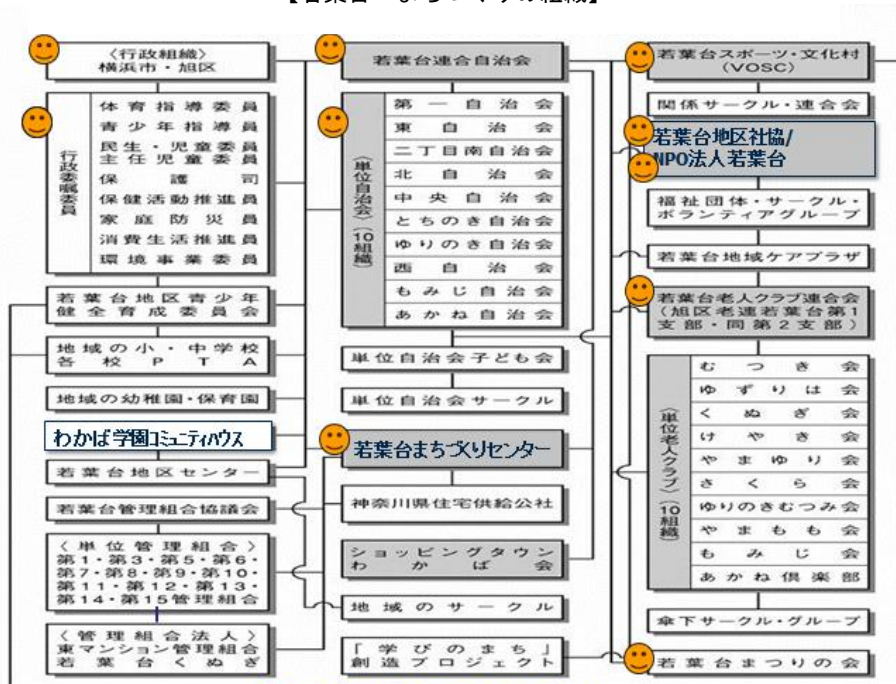 〈行政組織〉
横浜市・旭区
行政委嘱委員
体育指導委員
青少年指導員
民生・児童委員
主任児童委員
保護司
保健活動推進員
家庭防災員
消費生活推進員
環境事業委員
若葉台地区青少年
健全育成委員会
地域の小・中学校
各校PTA
地域の幼稚園・保育園
わかば学園コミュニティハウス
若葉台地区センター
若葉台管理組合協議会
〈単位管理組合〉
第1・第3・第5・第6・
第7・第8・第9・第10・
第11・第12・第13・
第14・第15管理組合
〈管理組合法人〉
東マンション管理組合
若葉台くぬぎ
若葉台連合自治会
〈単位自治会〉(10組織)
第一自治会
東自治会
二丁目南自治会
北自治会
中央自治会
とちのき自治会
ゆりのき自治会
西自治会
もみじ自治会
あかね自治会
単位自治会子ども会
単位自治会サークル
若葉台まちづくりセンター
神奈川県住宅供給公社
ショッピングタウン
わかば会
地域のサークル
「学びのまち」
創造プロジェクト
若葉台スポーツ・文化村
(VOSC)
関係サークル・連合会
若葉台地区社協/
NPO法人若葉台
福祉団体・サークル・
ボランティアグループ
若葉台地域ケアプラザ
若葉台老人クラブ連合会
(旭区老連若葉台第1
支部・同第2支部)
〈単位老人クラブ〉(10組織)
むつき会
ゆずりは会
くぬぎ会
けやき会
やまゆり会
さくら会
ゆりのきむつみ会
やまもも会
もみじ会
あかね倶楽部
傘下サークル・グループ
若葉台まつりの会